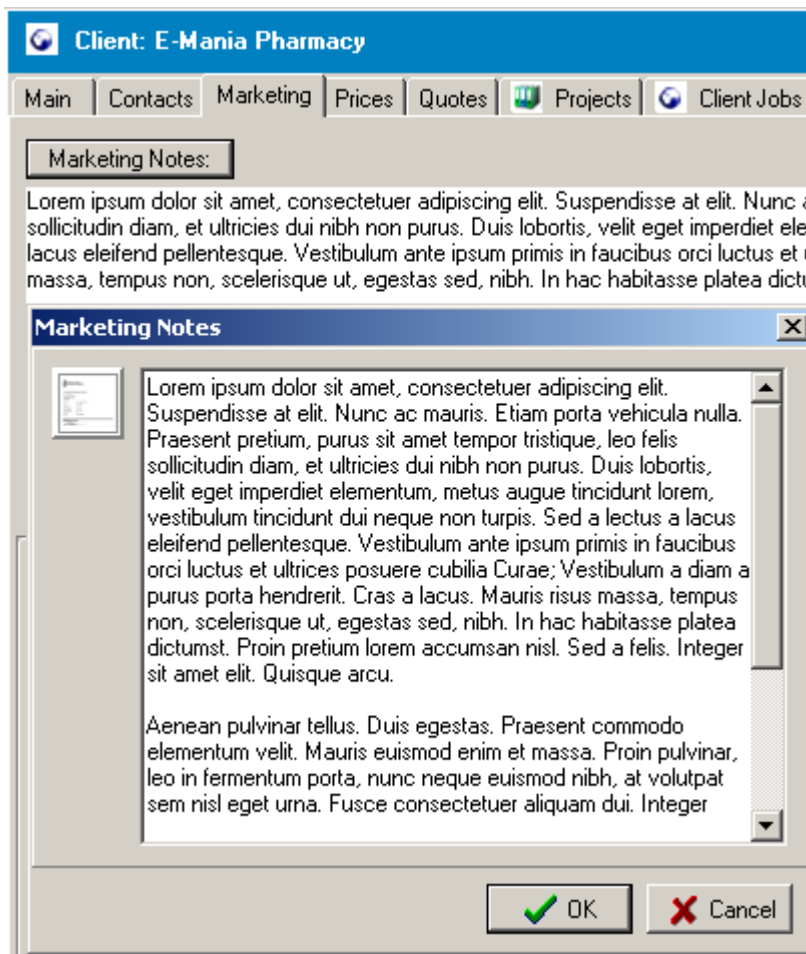 Client: E-Mania Pharmacy
Main Contacts Marketing Prices Quotes Projects Client Jobs
Marketing Notes:
Lorem ipsum dolor sit amet, consectetuer adipiscing elit. Suspendisse at elit. Nunc
sollicitudin diam, et ultricies dui nibh non purus. Duis lobortis, velit eget imperdiet ele
lacus eleifend pellentesque. Vestibulum ante ipsum primis in faucibus orci luctus et
massa, tempus non, scelerisque ut, egestas sed, nibh. In hac habitasse platea dictu
Marketing Notes
Lorem ipsum dolor sit amet, consectetuer adipiscing elit.
Suspendisse at elit. Nunc ac mauris. Etiam porta vehicula nulla.
Praesent pretium, purus sit amet tempor tristique, leo felis
sollicitudin diam, et ultricies dui nibh non purus. Duis lobortis,
velit eget imperdiet elementum, metus augue tincidunt lorem,
vestibulum tincidunt dui neque non turpis. Sed a lectus a lacus
eleifend pellentesque. Vestibulum ante ipsum primis in faucibus
orci luctus et ultrices posuere cubilia Curae; Vestibulum a diam a
purus porta hendrerit. Cras a lacus. Mauris risus massa, tempus
non, scelerisque ut, egestas sed, nibh. In hac habitasse platea
dictumst. Proin pretium lorem accumsan nisl. Sed a felis. Integer
sit amet elit. Quisque arcu.
Aenean pulvinar tellus. Duis egestas. Praesent commodo
elementum velit. Mauris euismod enim et massa. Proin pulvinar,
leo in fermentum porta, nunc neque euismod nibh, at volutpat
sem nisl eget urna. Fusce consectetuer aliquam dui. Integer
OK Cancel